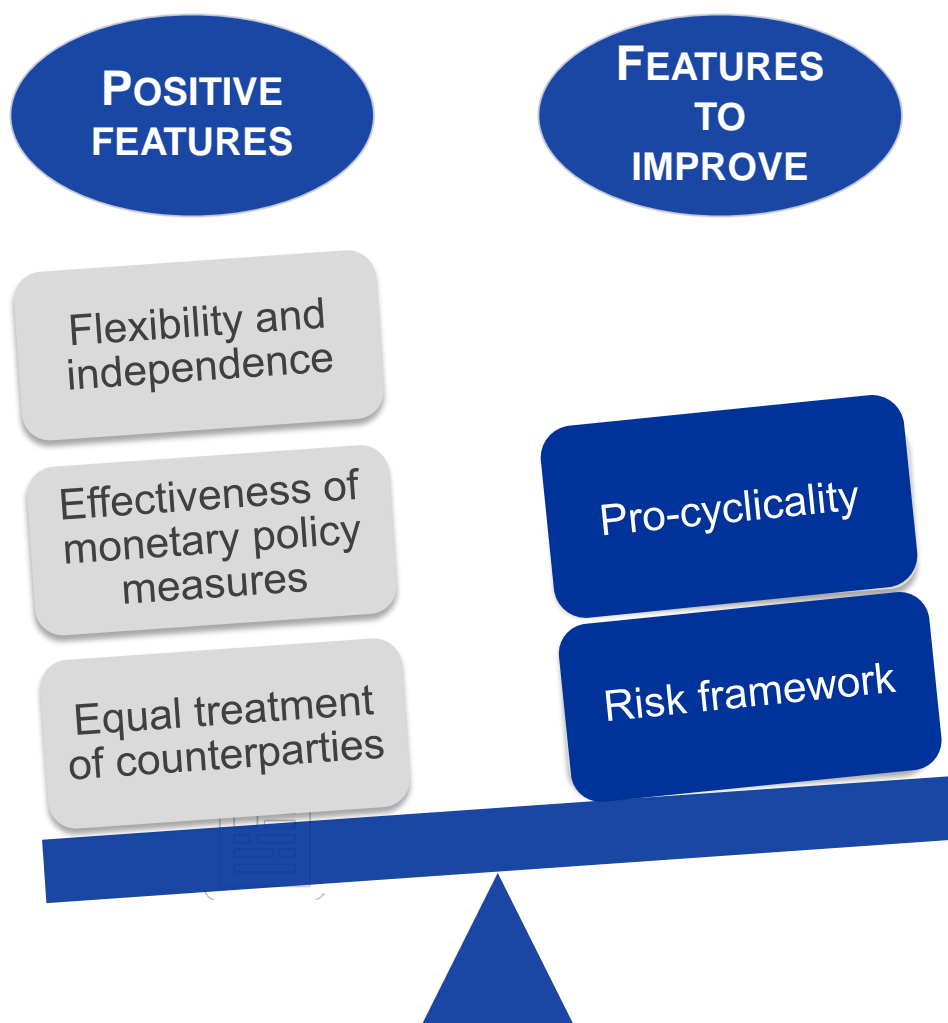 POSITIVE
FEATURES
FEATURES
TO
IMPROVE
Flexibility and
independence
Effectiveness of
monetary policy
measures
Equal treatment
of counterparties
Pro-cyclicality
Risk framework